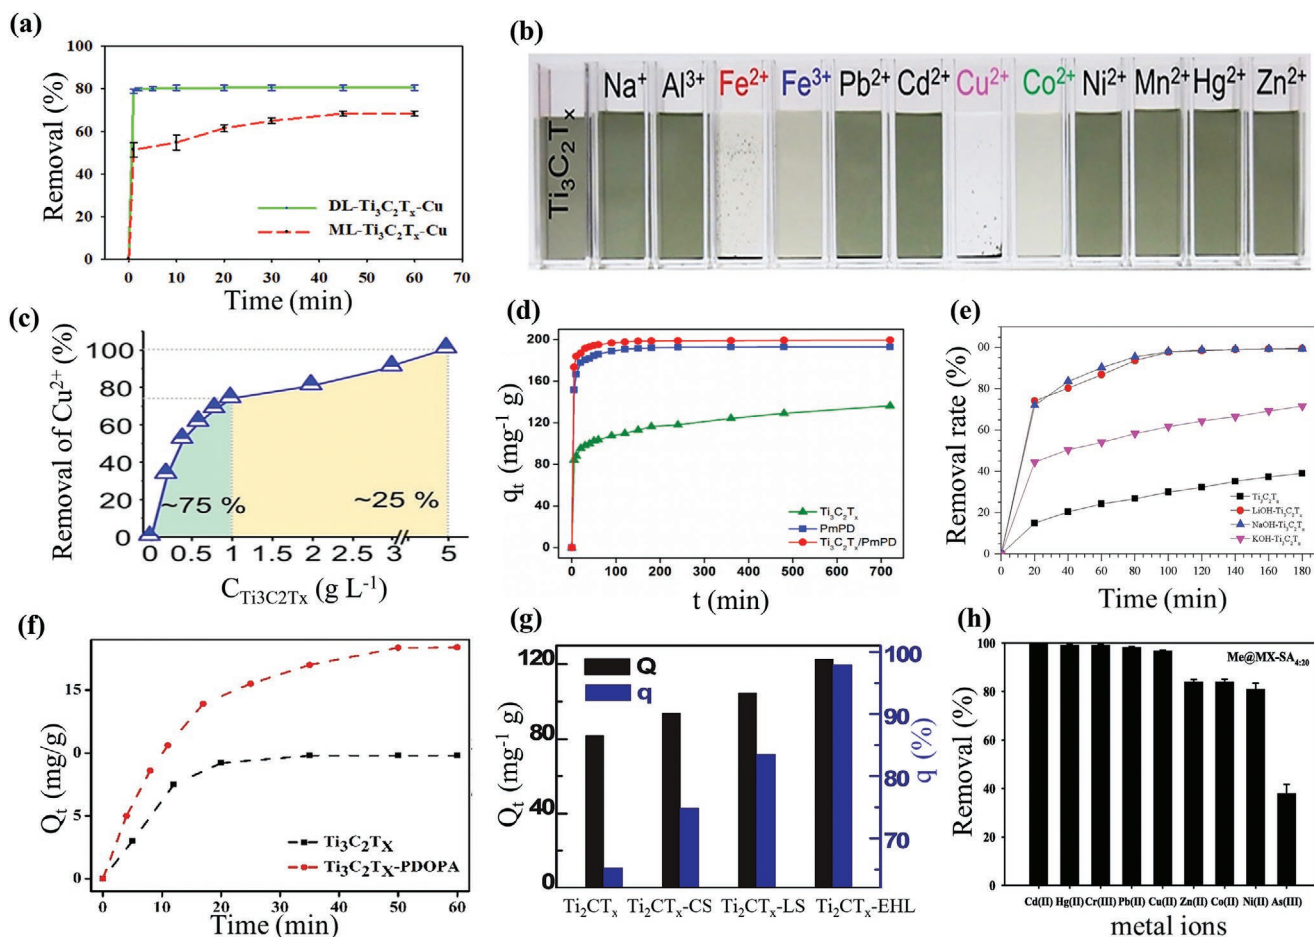 (a)
100
80
60
40
20
0
Removal (%)
DL-Ti₃C₂Tₓ-Cu
ML-Ti₃C₂Tₓ-Cu
0 10 20 30 40 50 60 70
Time (min)
(b)
Ti₃C₂Tₓ
Na⁺ Al³⁺ Fe²⁺ Fe³⁺ Pb²⁺ Cd²⁺ Cu²⁺ Co²⁺ Ni²⁺ Mn²⁺ Hg²⁺ Zn²⁺
(c)
100
80
60
40
20
0
Removal of Cu²⁺ (%)
~75 %
~25 %
0 0.5 1 2 3 5
C_Ti3C2Tx (g L⁻¹)
(d)
200
160
120
80
40
0
qₜ (mg⁻¹ g)
Ti₃C₂Tₓ
PmPD
Ti₃C₂Tₓ/PmPD
0 100 200 300 400 500 600 700
t (min)
(e)
00
80
60
40
20
0
Removal rate (%)
Ti₃C₂Tₓ
LiOH-Ti₃C₂Tₓ
NaOH-Ti₃C₂Tₓ
KOH-Ti₃C₂Tₓ
0 20 40 60 80 100 120 140 160 180
Time (min)
(f)
15
0
5
0
Qₜ (mg/g)
Ti₃C₂Tₓ
Ti₃C₂Tₓ-PDOPA
0 10 20 30 40 50 60
time (min)
(g)
120
80
40
0
Qₜ (mg⁻¹ g)
Q
q
100
90
80
70
q (%)
Ti₂CTₓ Ti₂CTₓ-CS Ti₂CTₓ-LS Ti₂CTₓ-EHL
(h)
100
80
60
40
20
0
Removal (%)
Me@MX-SA₄:₂₀
Cd(II) Hg(II) Cr(III) Pb(II) Cu(II) Zn(II) Co(II) Ni(II) As(III)
metal ions